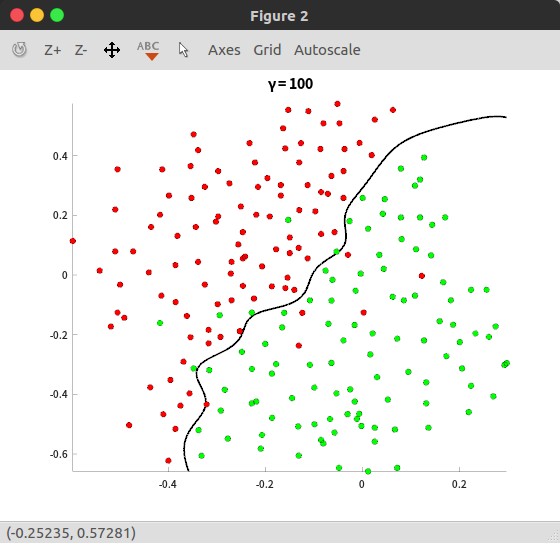 Figure 2
Z+ Z- ABC Axes Grid Autoscale
γ = 100
0.4
0.2
0
-0.2
-0.4
-0.6
-0.4 -0.2 0 0.2
(-0.25235, 0.57281)